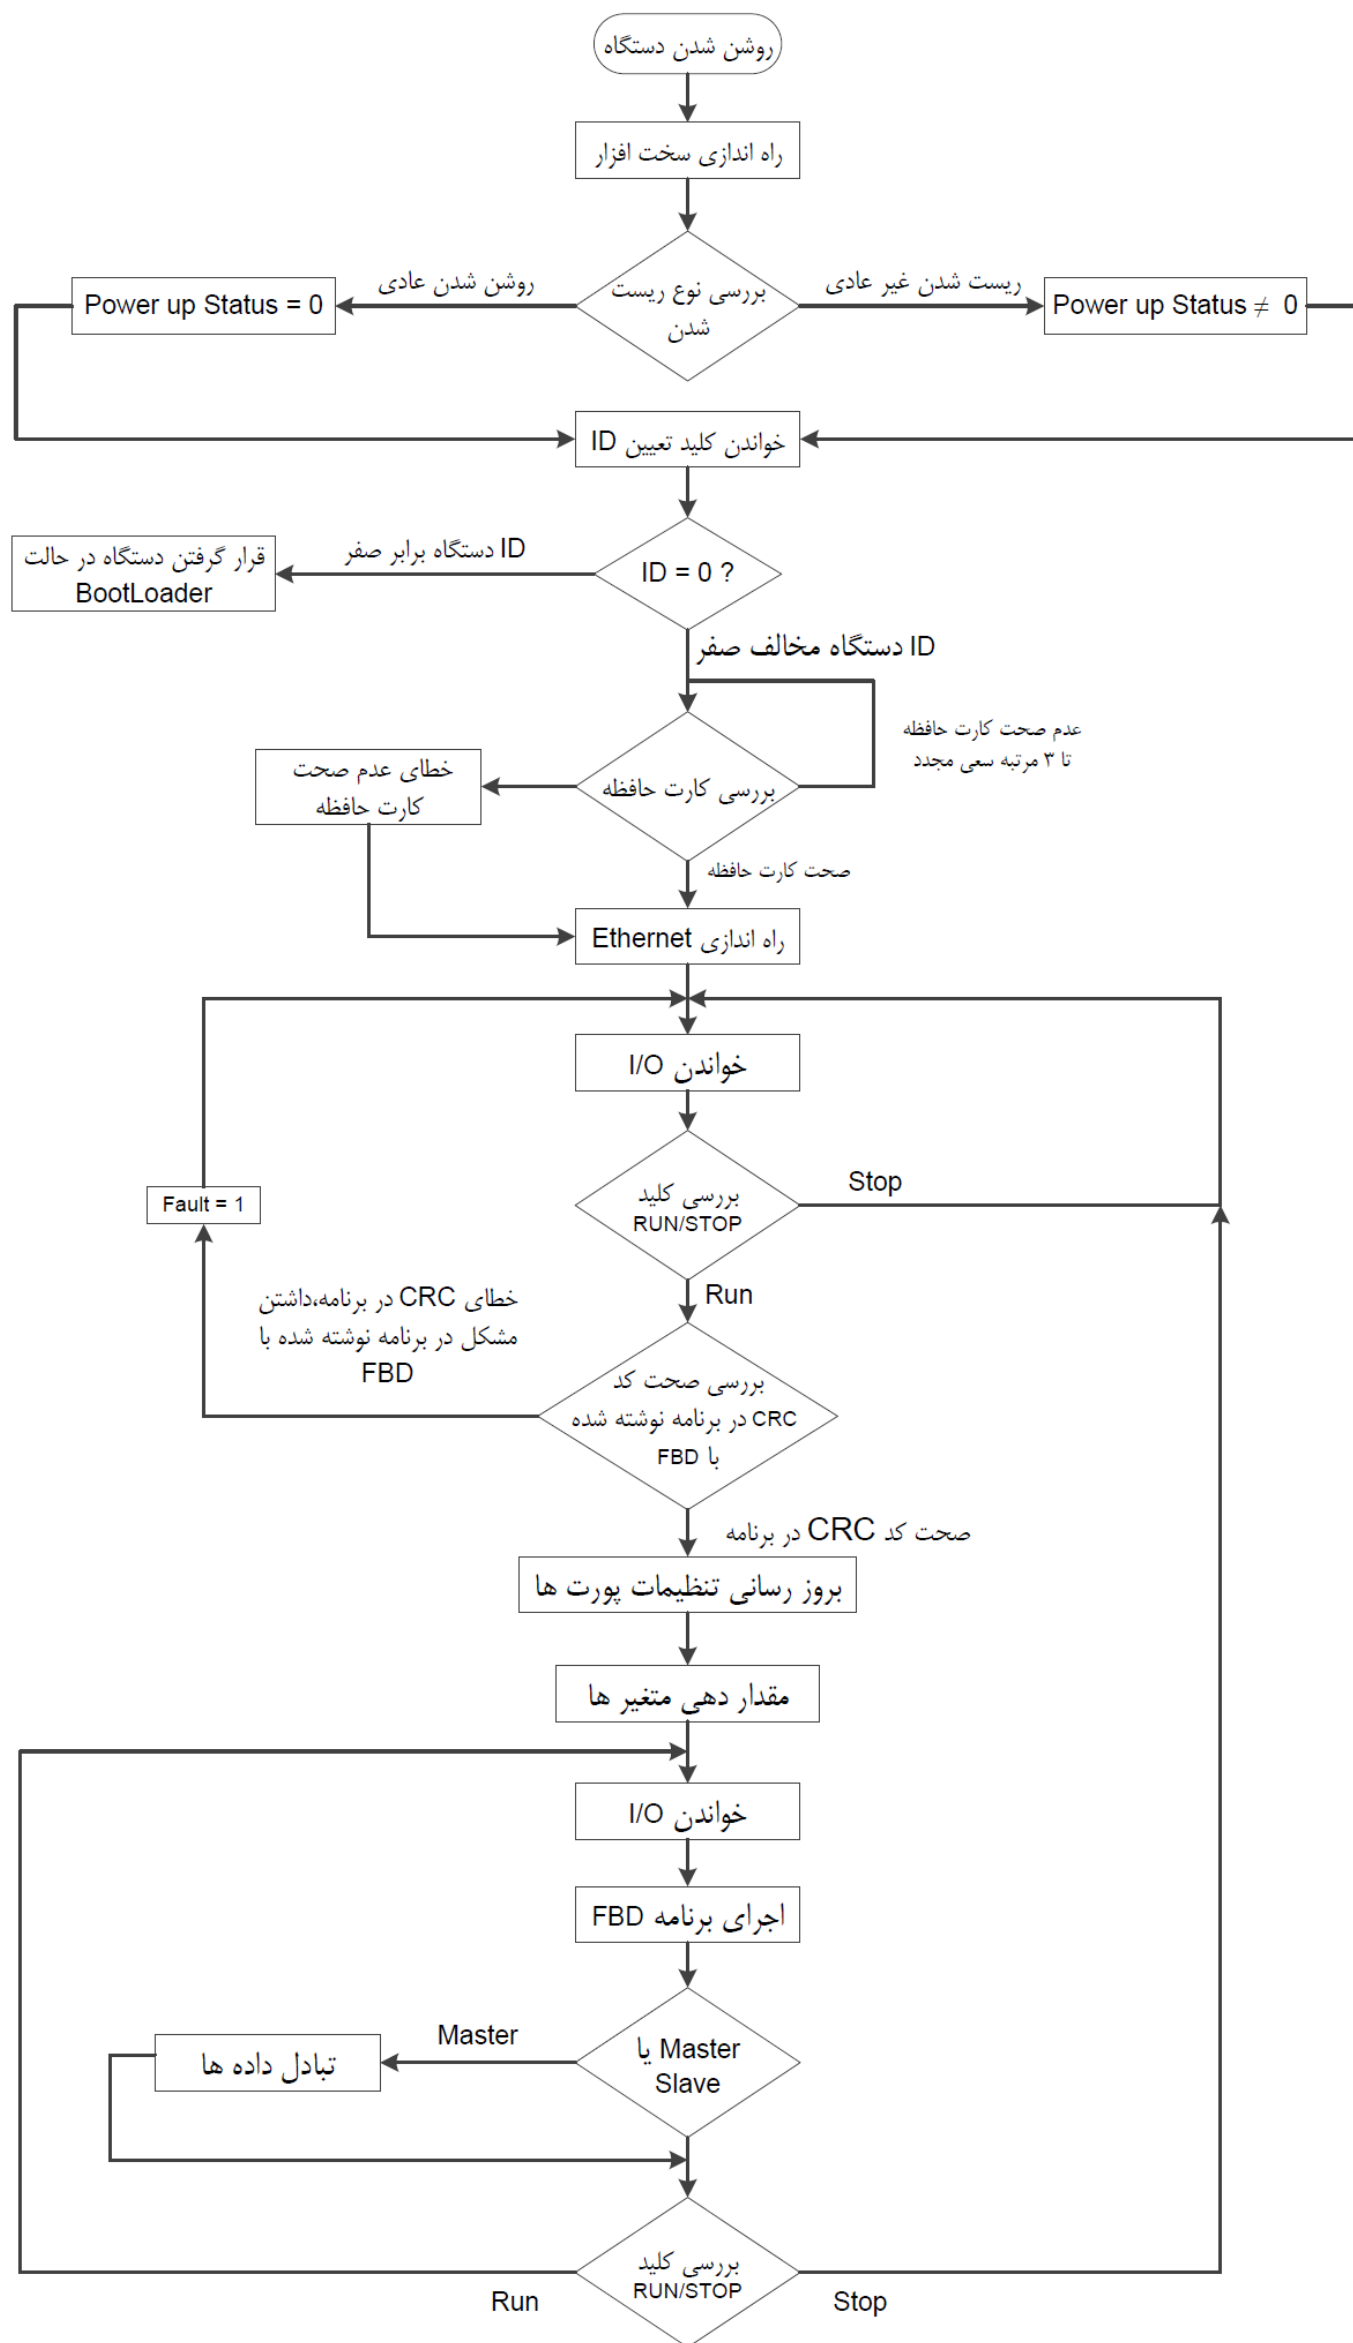 روشن شدن دستگاه
راه اندازی سخت افزار
ریست شدن غیر عادی
روشن شدن عادی
بررسی نوع ریست
شدن
Power up Status = 0
Power up Status ≠ 0
خواندن کلید تعیین ID
ID دستگاه برابر صفر
قرار گرفتن دستگاه در حالت
BootLoader
ID = 0 ?
ID دستگاه مخالف صفر
عدم صحت کارت حافظه
تا ۳ مرتبه سعی مجدد
خطای عدم صحت
کارت حافظه
بررسی کارت حافظه
صحت کارت حافظه
راه اندازی Ethernet
خواندن I/O
بررسی کلید
RUN/STOP
Stop
Fault = 1
Run
خطای CRC در برنامه،داشتن
مشکل در برنامه نوشته شده با
FBD
بررسی صحت کد
CRC در برنامه نوشته شده
با FBD
صحت کد CRC در برنامه
بروز رسانی تنظیمات پورت ها
مقدار دهی متغیر ها
خواندن I/O
اجرای برنامه FBD
Master
Master یا
Slave
تبادل داده ها
بررسی کلید
RUN/STOP
Run
Stop